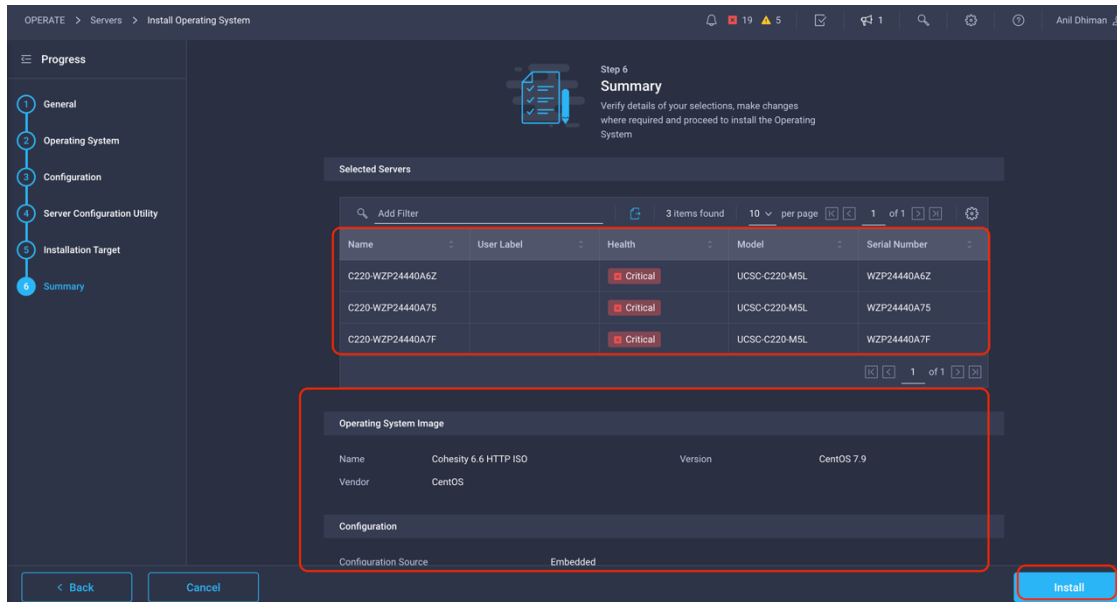 OPERATE > Servers > Install Operating System
19 5 1 Anil Dhiman
Progress
1 General
2 Operating System
3 Configuration
4 Server Configuration Utility
5 Installation Target
6 Summary
Step 6
Summary
Verify details of your selections, make changes
where required and proceed to install the Operating
System
Selected Servers
Add Filter 3 items found 10 per page 1 of 1
Name User Label Health Model Serial Number
C220-WZP24440A6Z Critical UCSC-C220-M5L WZP24440A6Z
C220-WZP24440A75 Critical UCSC-C220-M5L WZP24440A75
C220-WZP24440A7F Critical UCSC-C220-M5L WZP24440A7F
1 of 1
Operating System Image
Name Cohesity 6.6 HTTP ISO Version CentOS 7.9
Vendor CentOS
Configuration
Configuration Source Embedded
< Back Cancel Install